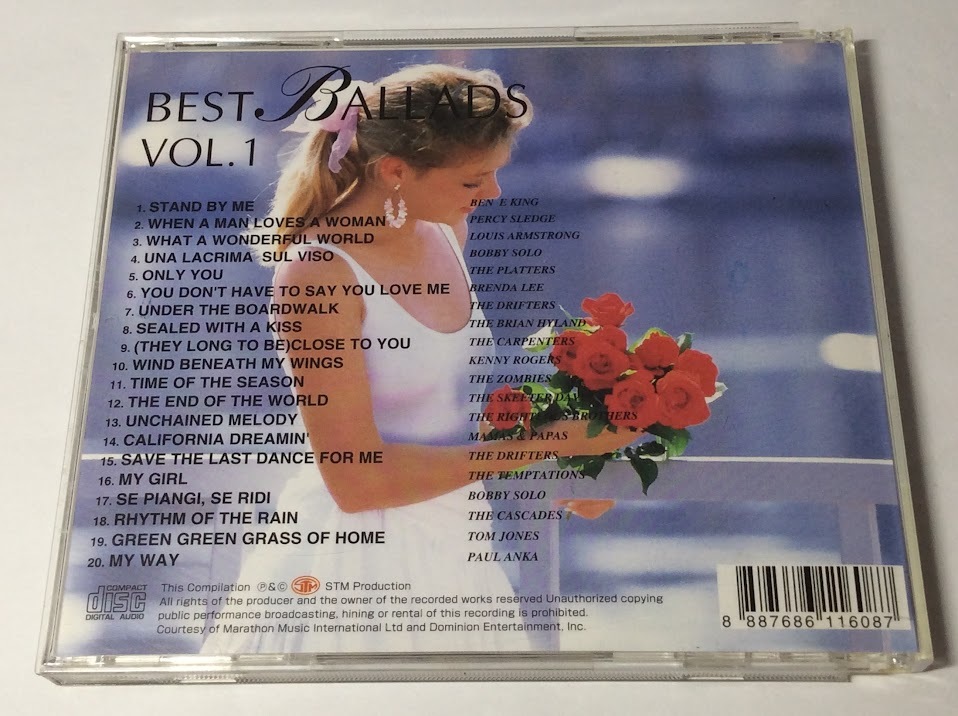 BEST BALLADS
VOL.1
1. STAND BY ME BEN E KING
2. WHEN A MAN LOVES A WOMAN PERCY SLEDGE
3. WHAT A WONDERFUL WORLD LOUIS ARMSTRONG
4. UNA LACRIMA SUL VISO BOBBY SOLO
5. ONLY YOU THE PLATTERS
6. YOU DON'T HAVE TO SAY YOU LOVE ME BRENDA LEE
7. UNDER THE BOARDWALK THE DRIFTERS
8. SEALED WITH A KISS THE BRIAN HYLAND
9. (THEY LONG TO BE)CLOSE TO YOU THE CARPENTERS
10. WIND BENEATH MY WINGS KENNY ROGERS
11. TIME OF THE SEASON THE ZOMBIES
12. THE END OF THE WORLD THE SKEETER
13. UNCHAINED MELODY THE RIGHTEOUS BROTHERS
14. CALIFORNIA DREAMIN' MAMAS & PAPAS
15. SAVE THE LAST DANCE FOR ME THE DRIFTERS
16. MY GIRL THE TEMPTATIONS
17. SE PIANGI, SE RIDI BOBBY SOLO
18. RHYTHM OF THE RAIN THE CASCADES
19. GREEN GREEN GRASS OF HOME TOM JONES
20. MY WAY PAUL ANKA
COMPACT
disc
DIGITAL AUDIO
This Compilation ℗&© STM STM Production
All rights of the producer and the owner of the recorded works reserved Unauthorized copying
public performance broadcasting, hining or rental of this recording is prohibited.
Courtesy of Marathon Music International Ltd and Dominion Entertainment, Inc.
8 887686 116087